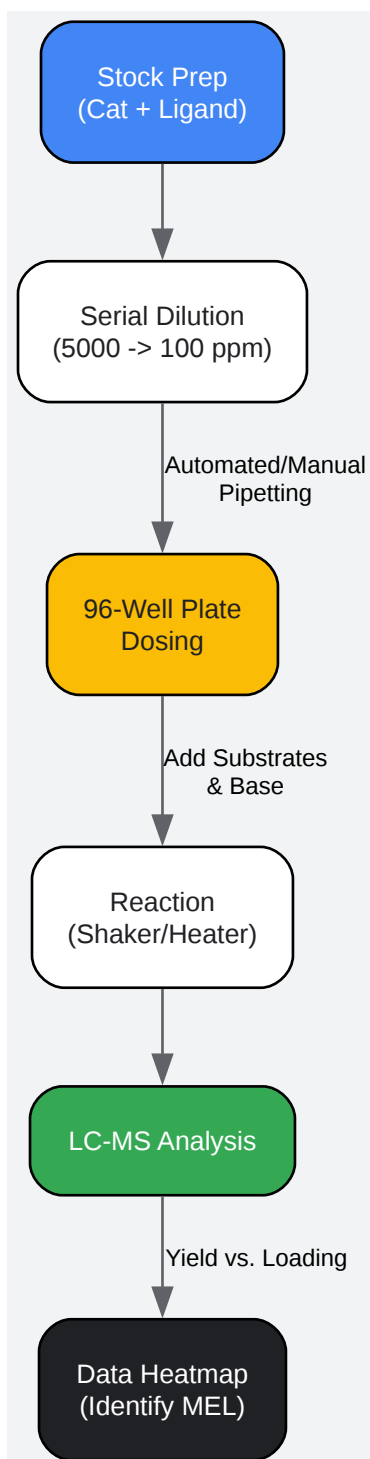 Stock Prep
(Cat + Ligand)
Serial Dilution
(5000 -> 100 ppm)
Automated/Manual
Pipetting
96-Well Plate
Dosing
Add Substrates
& Base
Reaction
(Shaker/Heater)
LC-MS Analysis
Yield vs. Loading
Data Heatmap
(Identify MEL)